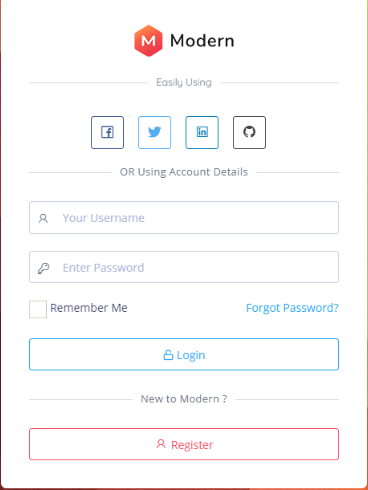 M Modern
Easily Using
OR Using Account Details
Your Username
Enter Password
Remember Me Forgot Password?
Login
New to Modern ?
Register